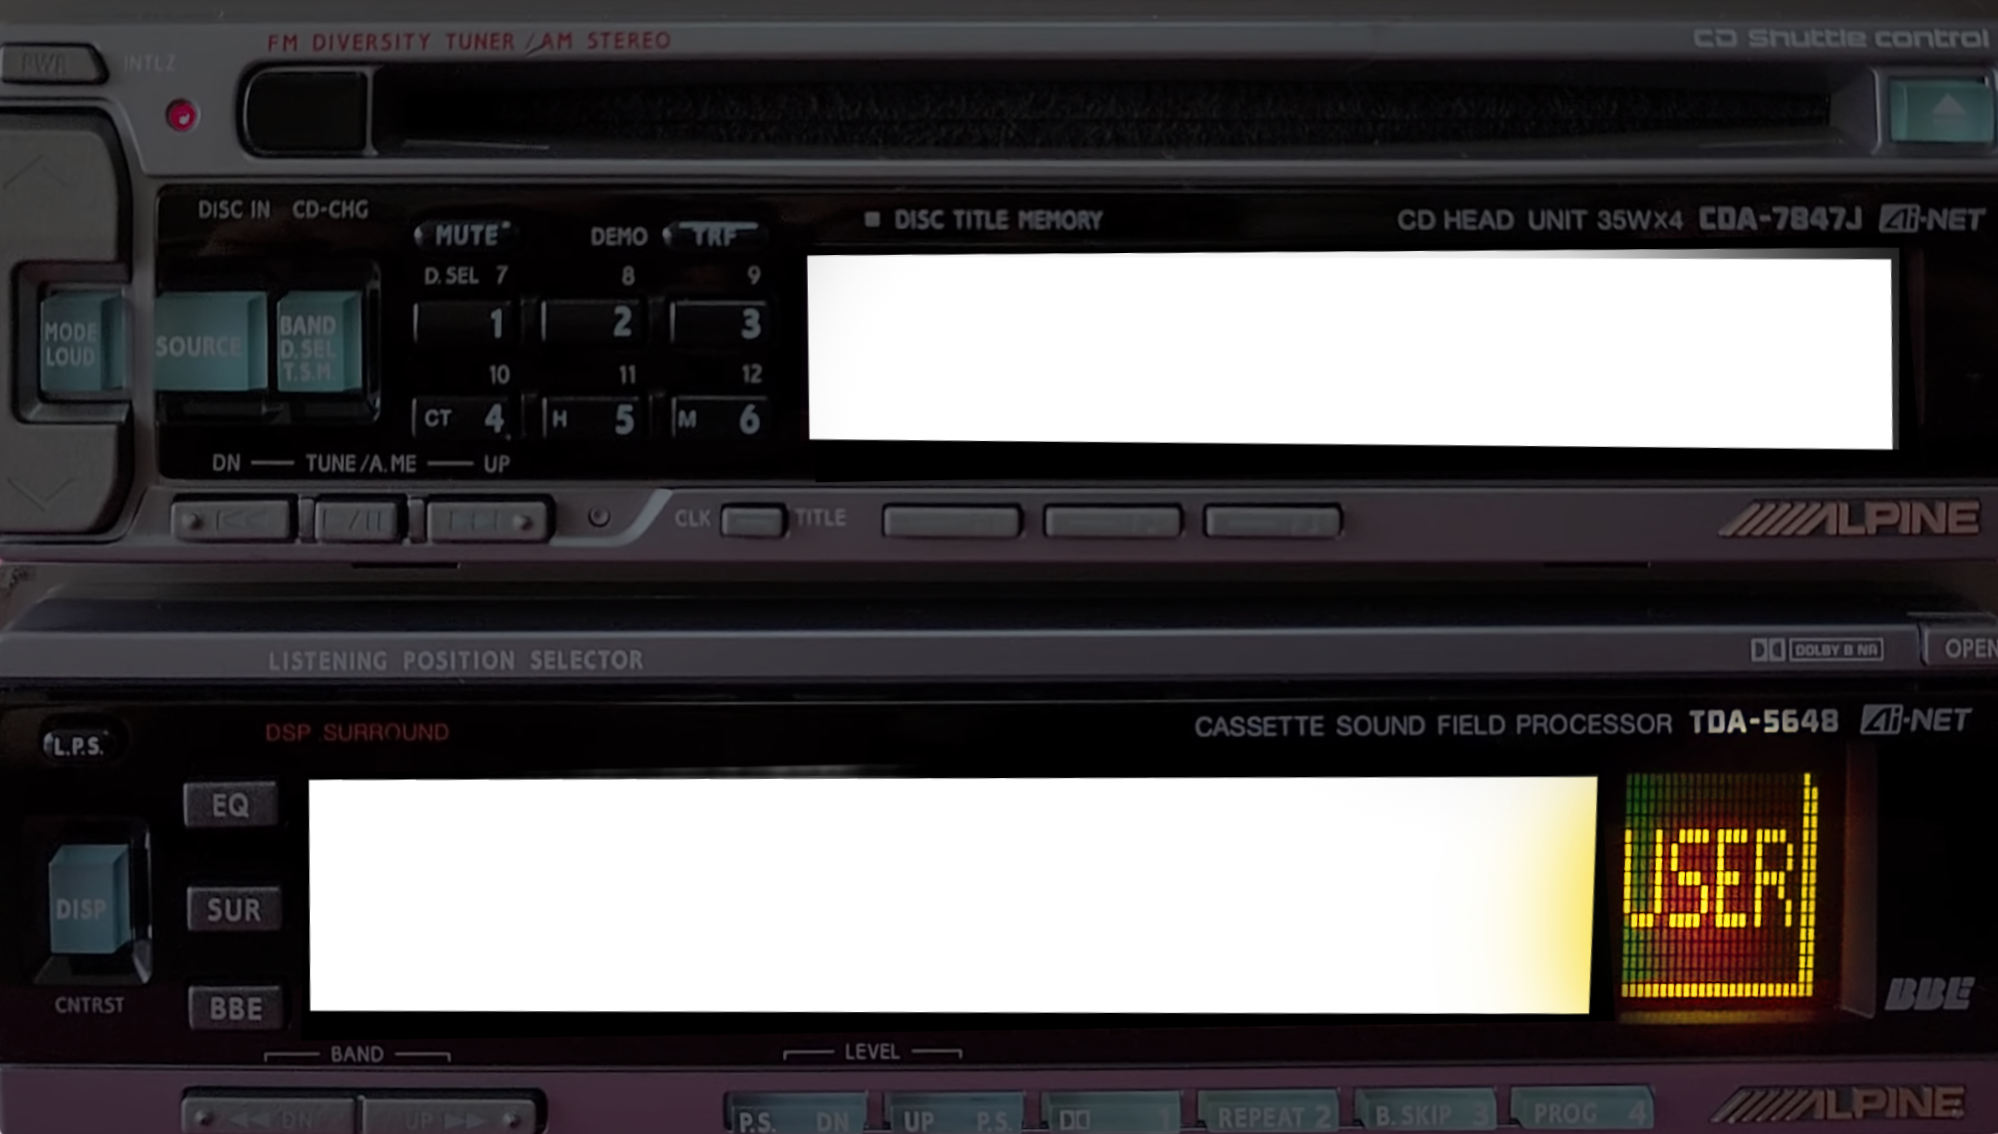 FM DIVERSITY TUNER /AM STEREO
CD Shuttle control
PWR INTLZ
DISC IN CD-CHG
MUTE DEMO TRF
DISC TITLE MEMORY
CD HEAD UNIT 35W×4 CDA-7847J Ai-NET
D.SEL 7 8 9
1 2 3
MODE LOUD
SOURCE
BAND D.SEL T.S.M.
10 11 12
CT 4 H 5 M 6
DN TUNE/A.ME UP
CLK TITLE
ALPINE
LISTENING POSITION SELECTOR
DOLBY B NR
OPEN
L.P.S.
DSP SURROUND
CASSETTE SOUND FIELD PROCESSOR TDA-5648 Ai-NET
EQ
USER
DISP
SUR
CNTRST
BBE
BBE
BAND
LEVEL
DN UP
P.S. DN UP P.S. 1 REPEAT 2 B.SKIP 3 PROG 4
ALPINE